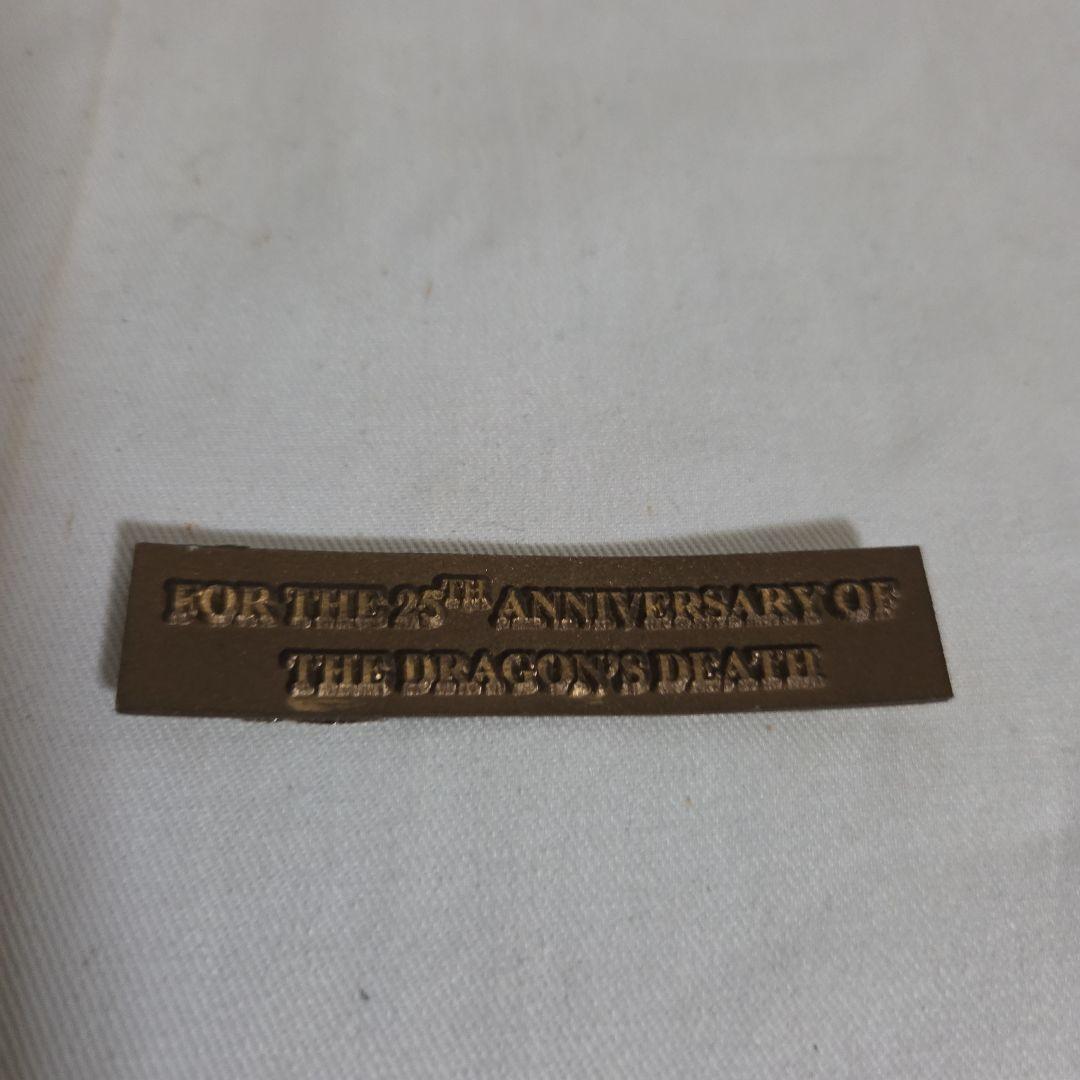 FOR THE 25TH ANNIVERSARY OF
THE DRAGON'S DEATH